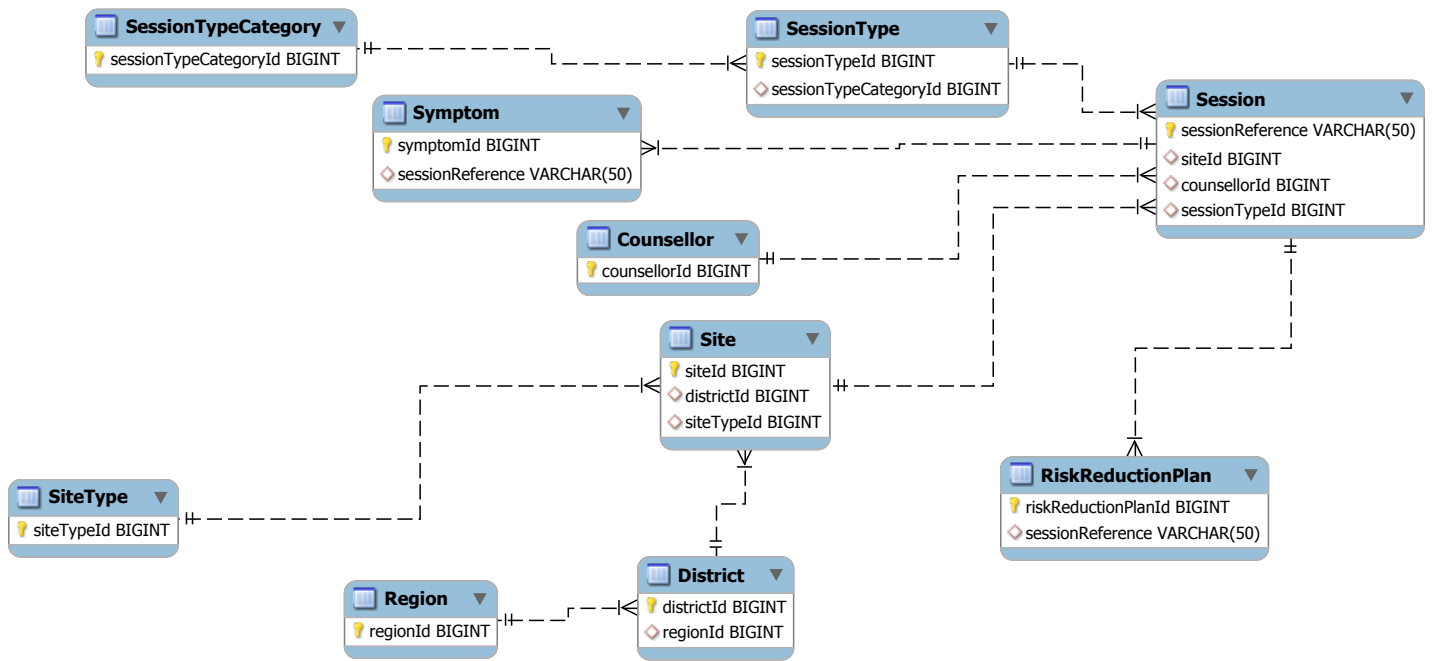 SessionTypeCategory
sessionTypeCategoryId BIGINT
SessionType
sessionTypeId BIGINT
sessionTypeCategoryId BIGINT
Symptom
symptomId BIGINT
sessionReference VARCHAR(50)
Session
sessionReference VARCHAR(50)
siteId BIGINT
counsellorId BIGINT
sessionTypeId BIGINT
Counsellor
counsellorId BIGINT
Site
siteId BIGINT
districtId BIGINT
siteTypeId BIGINT
RiskReductionPlan
riskReductionPlanId BIGINT
sessionReference VARCHAR(50)
SiteType
siteTypeId BIGINT
District
districtId BIGINT
regionId BIGINT
Region
regionId BIGINT